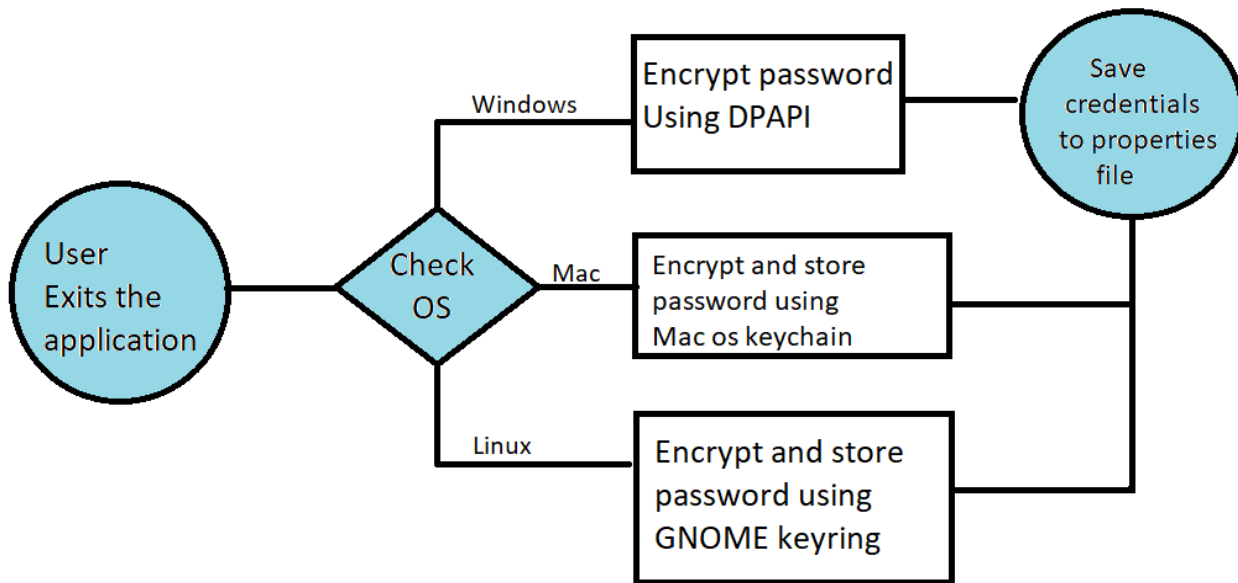 User
Exits the
application
Check
OS
Windows
Encrypt password
Using DPAPI
Mac
Encrypt and store
password using
Mac os keychain
Linux
Encrypt and store
password using
GNOME keyring
Save
credentials
to properties
file